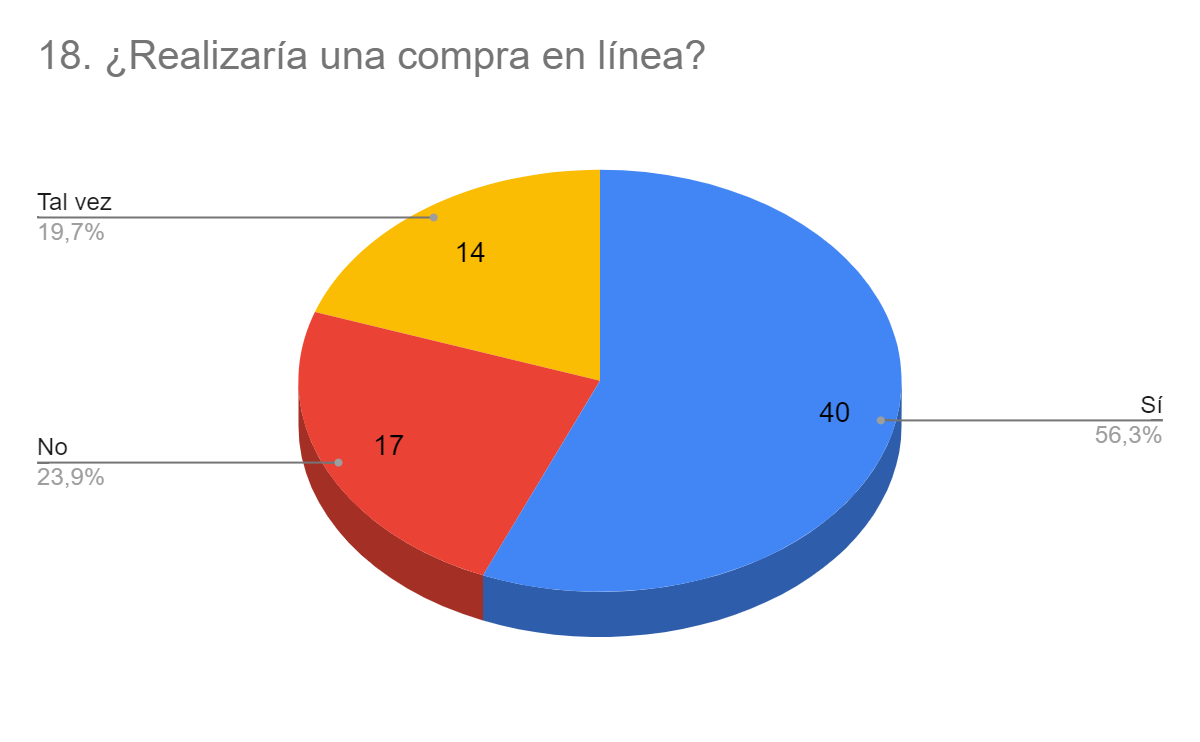 18. ¿Realizaría una compra en línea?
Tal vez
19,7%
14
40
Sí
56,3%
17
No
23,9%